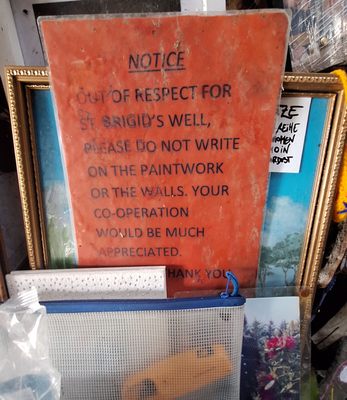 NOTICE
OUT OF RESPECT FOR
ST. BRIGID'S WELL,
PLEASE DO NOT WRITE
ON THE PAINTWORK
OR THE WALLS. YOUR
CO-OPERATION
WOULD BE MUCH
APPRECIATED.
THANK YOU